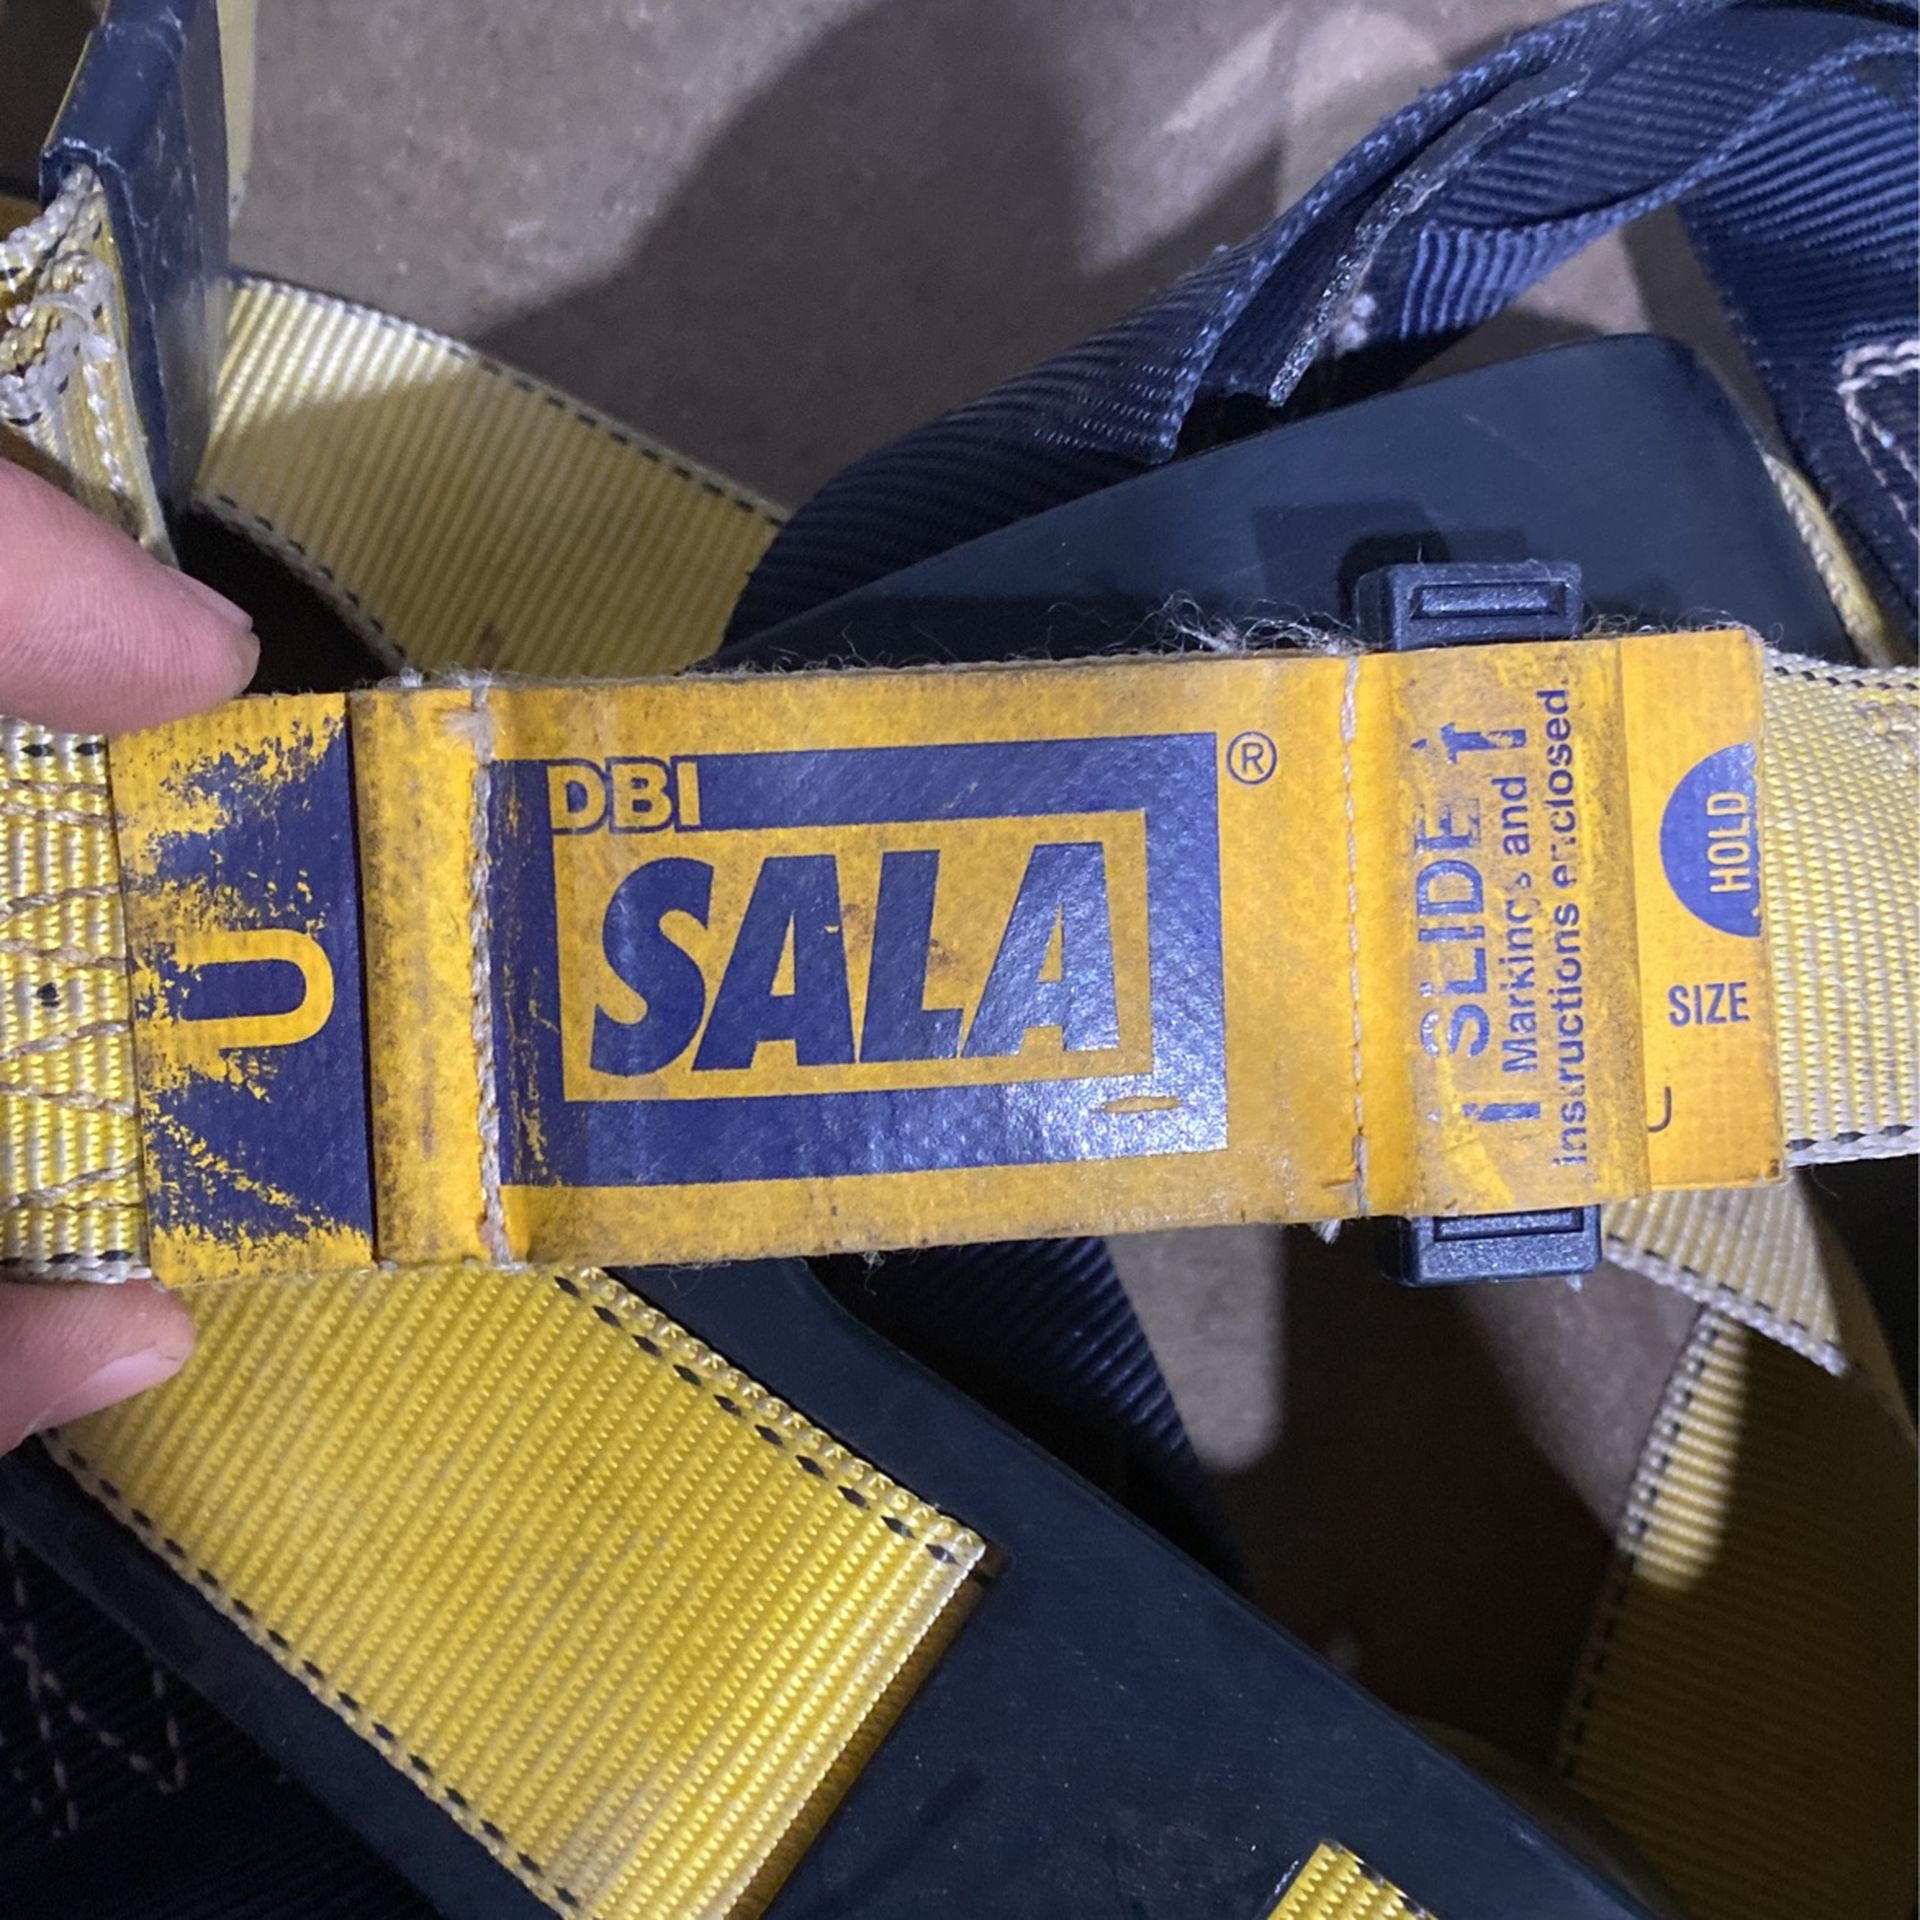 U
DBI
SALA
®
SLIDE
Markings and
instructions enclosed.
HOLD
SIZE